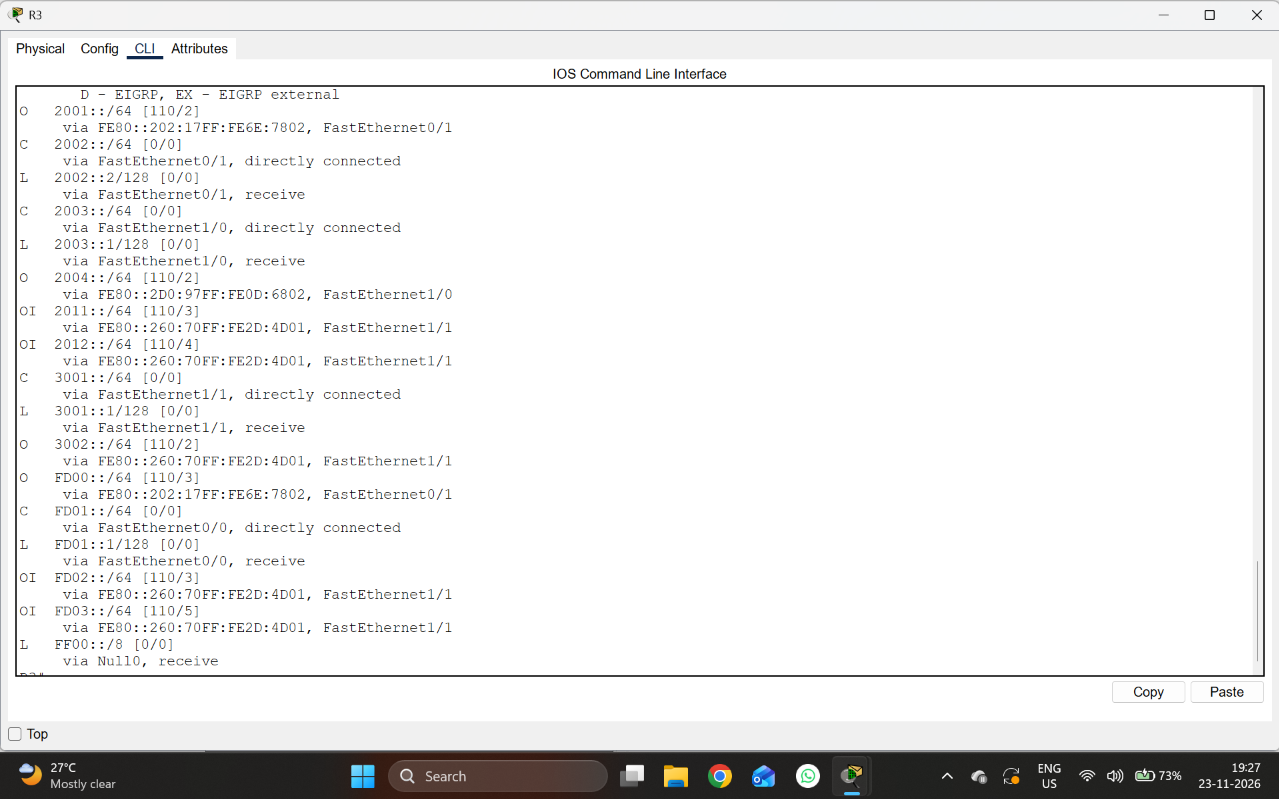 R3
Physical Config CLI Attributes
IOS Command Line Interface
D - EIGRP, EX - EIGRP external
O 2001::/64 [110/2]
via FE80::202:17FF:FE6E:7802, FastEthernet0/1
C 2002::/64 [0/0]
via FastEthernet0/1, directly connected
L 2002::2/128 [0/0]
via FastEthernet0/1, receive
C 2003::/64 [0/0]
via FastEthernet1/0, directly connected
L 2003::1/128 [0/0]
via FastEthernet1/0, receive
O 2004::/64 [110/2]
via FE80::2D0:97FF:FE0D:6802, FastEthernet1/0
OI 2011::/64 [110/3]
via FE80::260:70FF:FE2D:4D01, FastEthernet1/1
OI 2012::/64 [110/4]
via FE80::260:70FF:FE2D:4D01, FastEthernet1/1
C 3001::/64 [0/0]
via FastEthernet1/1, directly connected
L 3001::1/128 [0/0]
via FastEthernet1/1, receive
O 3002::/64 [110/2]
via FE80::260:70FF:FE2D:4D01, FastEthernet1/1
O FD00::/64 [110/3]
via FE80::202:17FF:FE6E:7802, FastEthernet0/1
C FD01::/64 [0/0]
via FastEthernet0/0, directly connected
L FD01::1/128 [0/0]
via FastEthernet0/0, receive
OI FD02::/64 [110/3]
via FE80::260:70FF:FE2D:4D01, FastEthernet1/1
OI FD03::/64 [110/5]
via FE80::260:70FF:FE2D:4D01, FastEthernet1/1
L FF00::/8 [0/0]
via Null0, receive
Copy Paste
Top
27°C
Mostly clear
Search
ENG
US
73%
19:27
23-11-2026